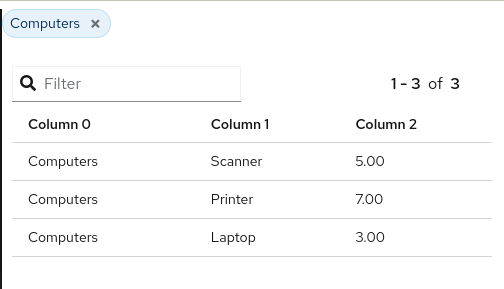 Computers ×
Filter 1 - 3 of 3
Column 0 Column 1 Column 2
Computers Scanner 5.00
Computers Printer 7.00
Computers Laptop 3.00